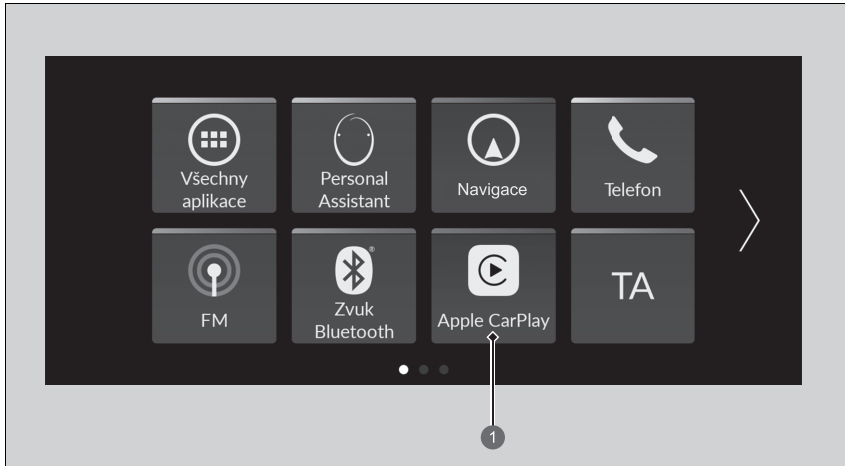 Všechny
aplikace
Personal
Assistant
Navigace
Telefon
FM
®
Zvuk
Bluetooth
Apple CarPlay
TA
1